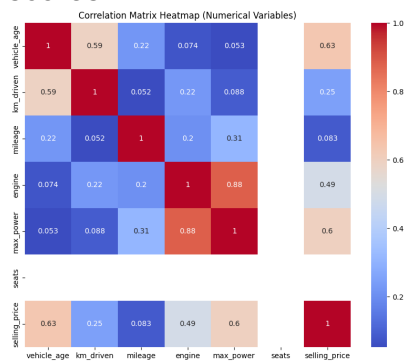 Correlation Matrix Heatmap (Numerical Variables)
vehicle_age 1 0.59 0.22 0.074 0.053 0.63
km_driven 0.59 1 0.052 0.22 0.088 0.25
mileage 0.22 0.052 1 0.2 0.31 0.083
engine 0.074 0.22 0.2 1 0.88 0.49
max_power 0.053 0.088 0.31 0.88 1 0.6
seats
selling_price 0.63 0.25 0.083 0.49 0.6 1
vehicle_age km_driven mileage engine max_power seats selling_price
1.0
0.8
0.6
0.4
0.2